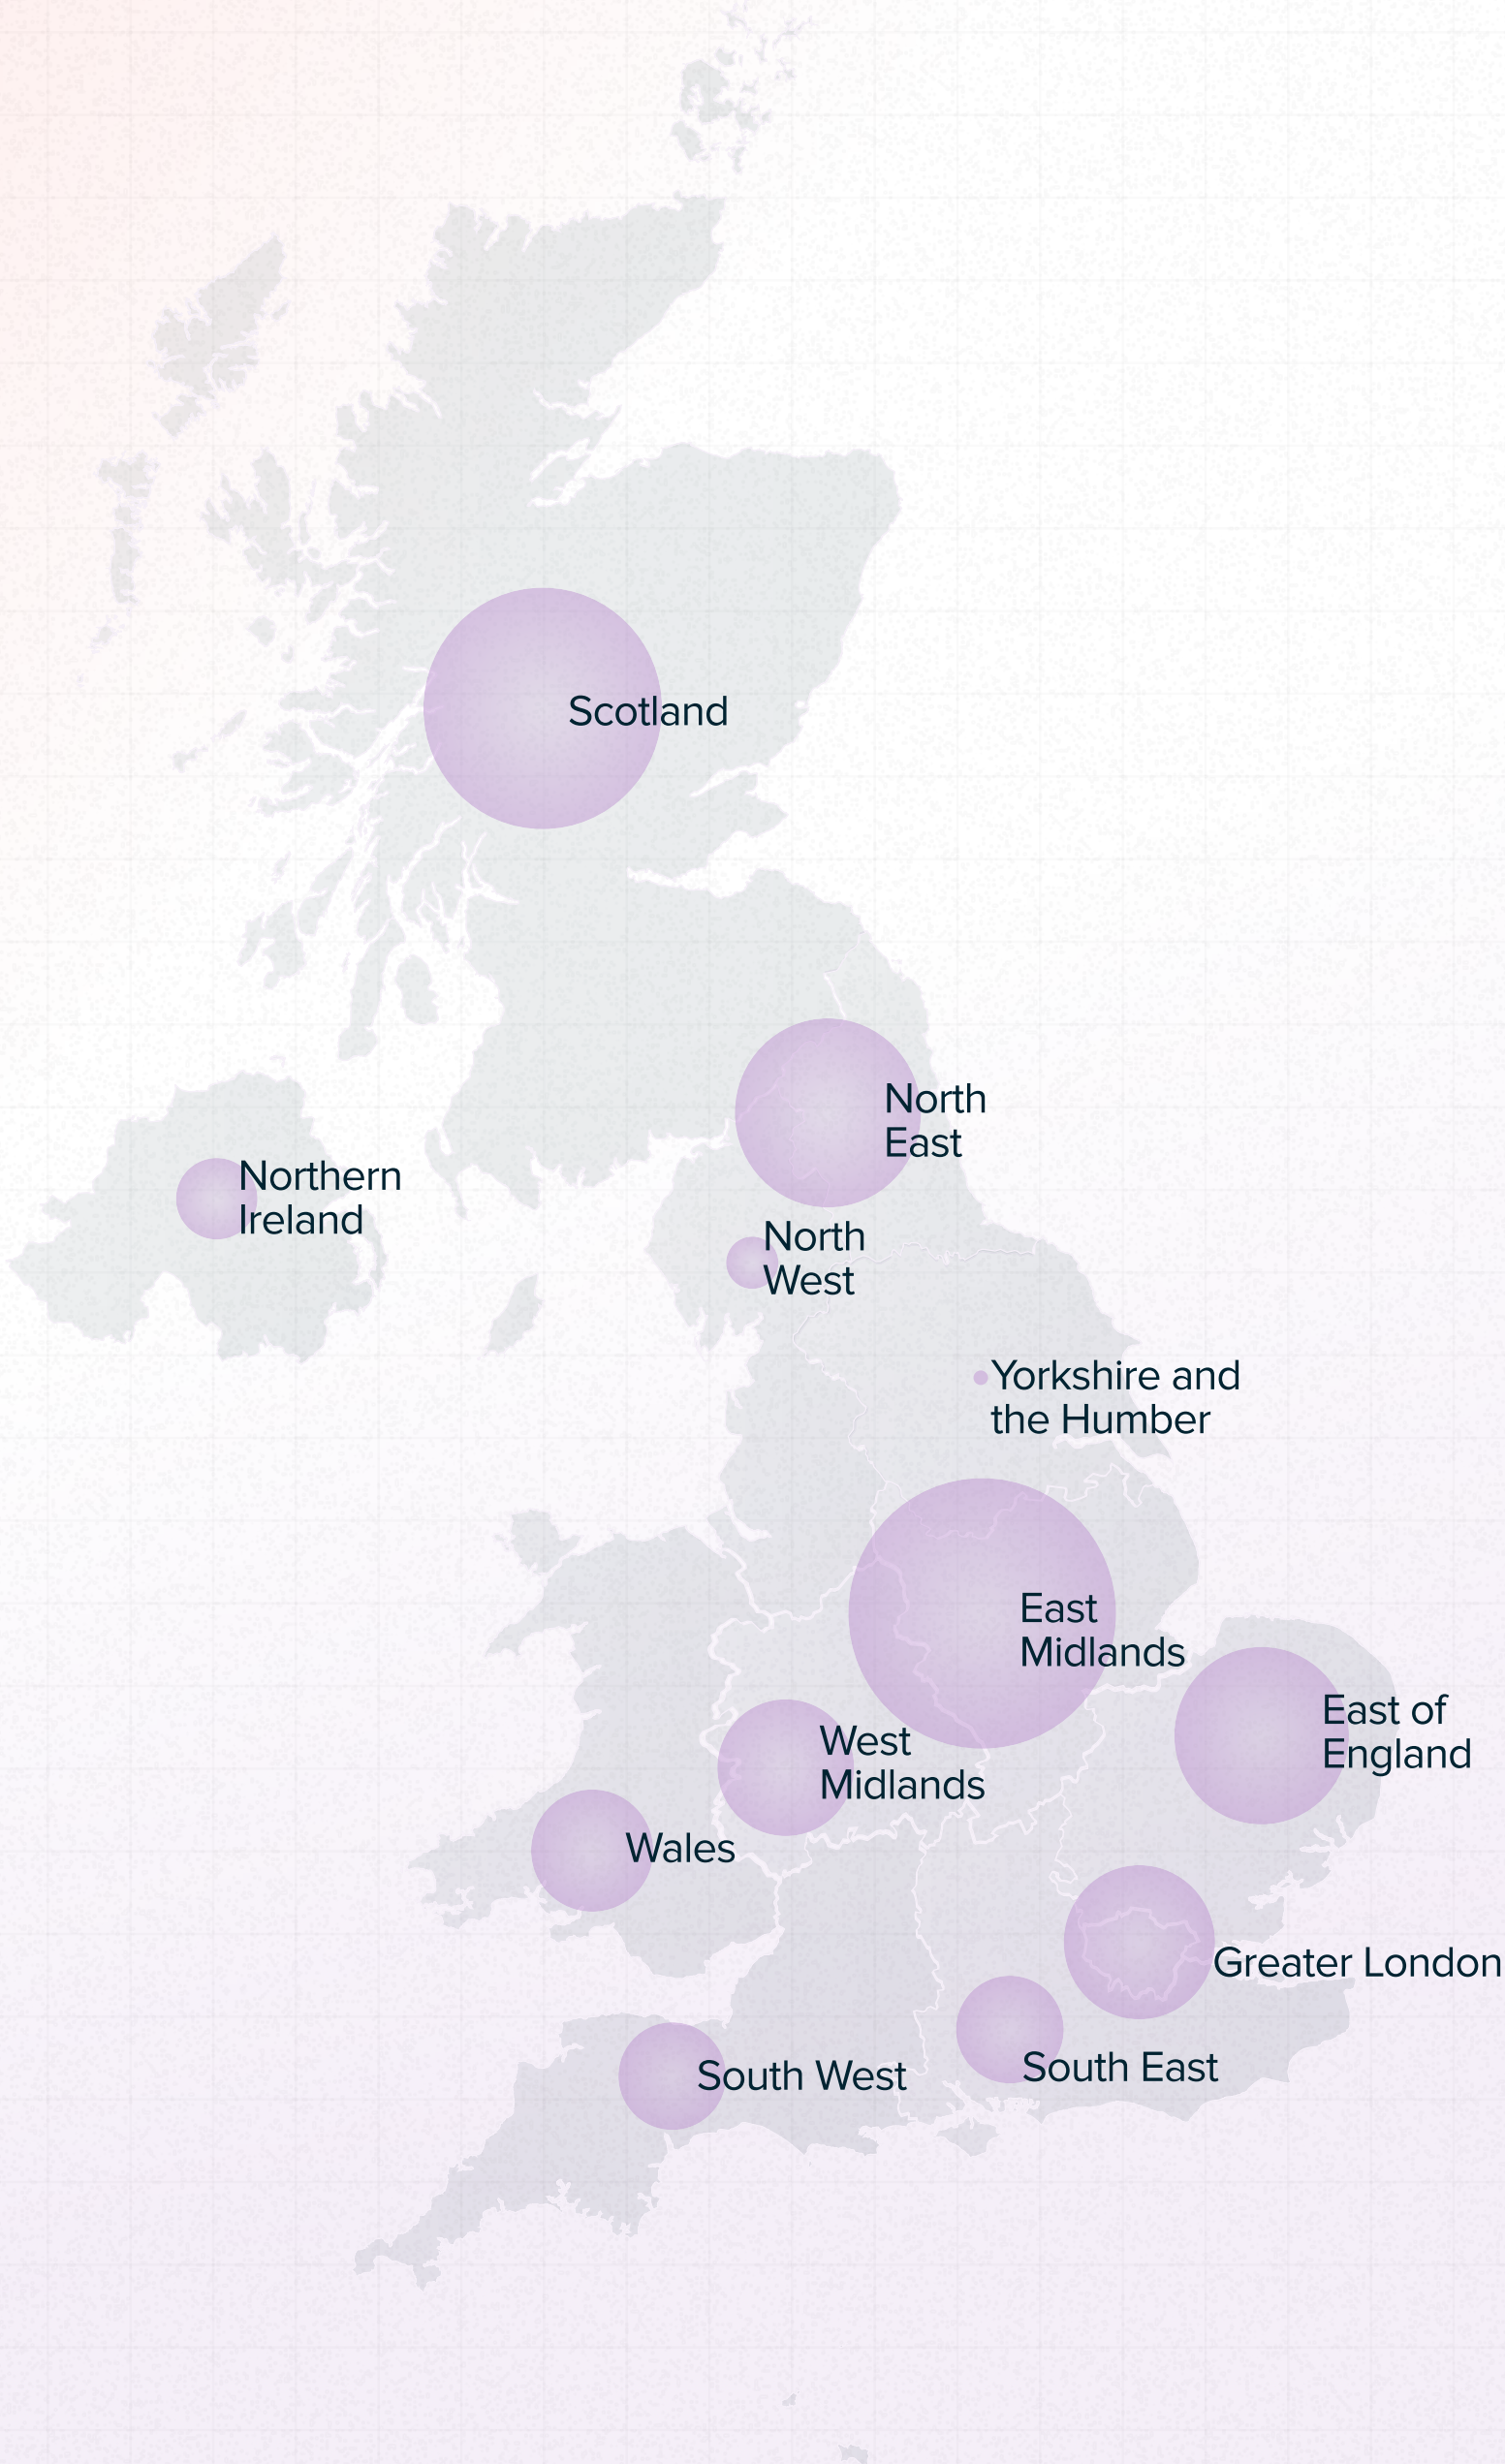 Scotland
North
East
Northern
Ireland
North
West
Yorkshire and
the Humber
East
Midlands
East of
England
West
Midlands
Wales
Greater London
South East
South West